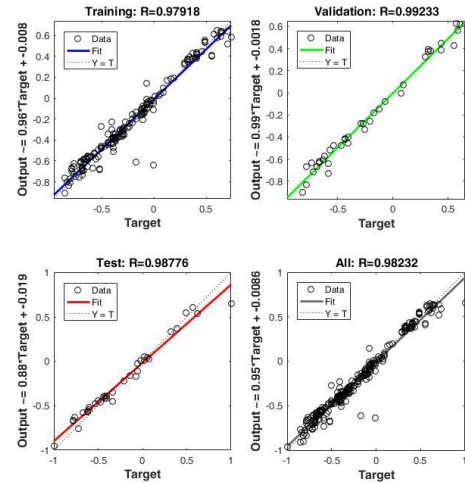 Training: R=0.97918
Data
Fit
Y = T
Output ~= 0.96*Target + -0.008
0.6
0.4
0.2
0
-0.2
-0.4
-0.6
-0.8
-0.5 0 0.5
Target
Validation: R=0.99233
Data
Fit
Y = T
Output ~= 0.99*Target + -0.0018
0.6
0.4
0.2
0
-0.2
-0.4
-0.6
-0.8
-0.5 0 0.5
Target
Test: R=0.98776
Data
Fit
Y = T
Output ~= 0.88*Target + -0.019
1
0.5
0
-0.5
-1
-1 -0.5 0 0.5 1
Target
All: R=0.98232
Data
Fit
Y = T
Output ~= 0.95*Target + -0.0086
1
0.5
0
-0.5
-1
-1 -0.5 0 0.5 1
Target